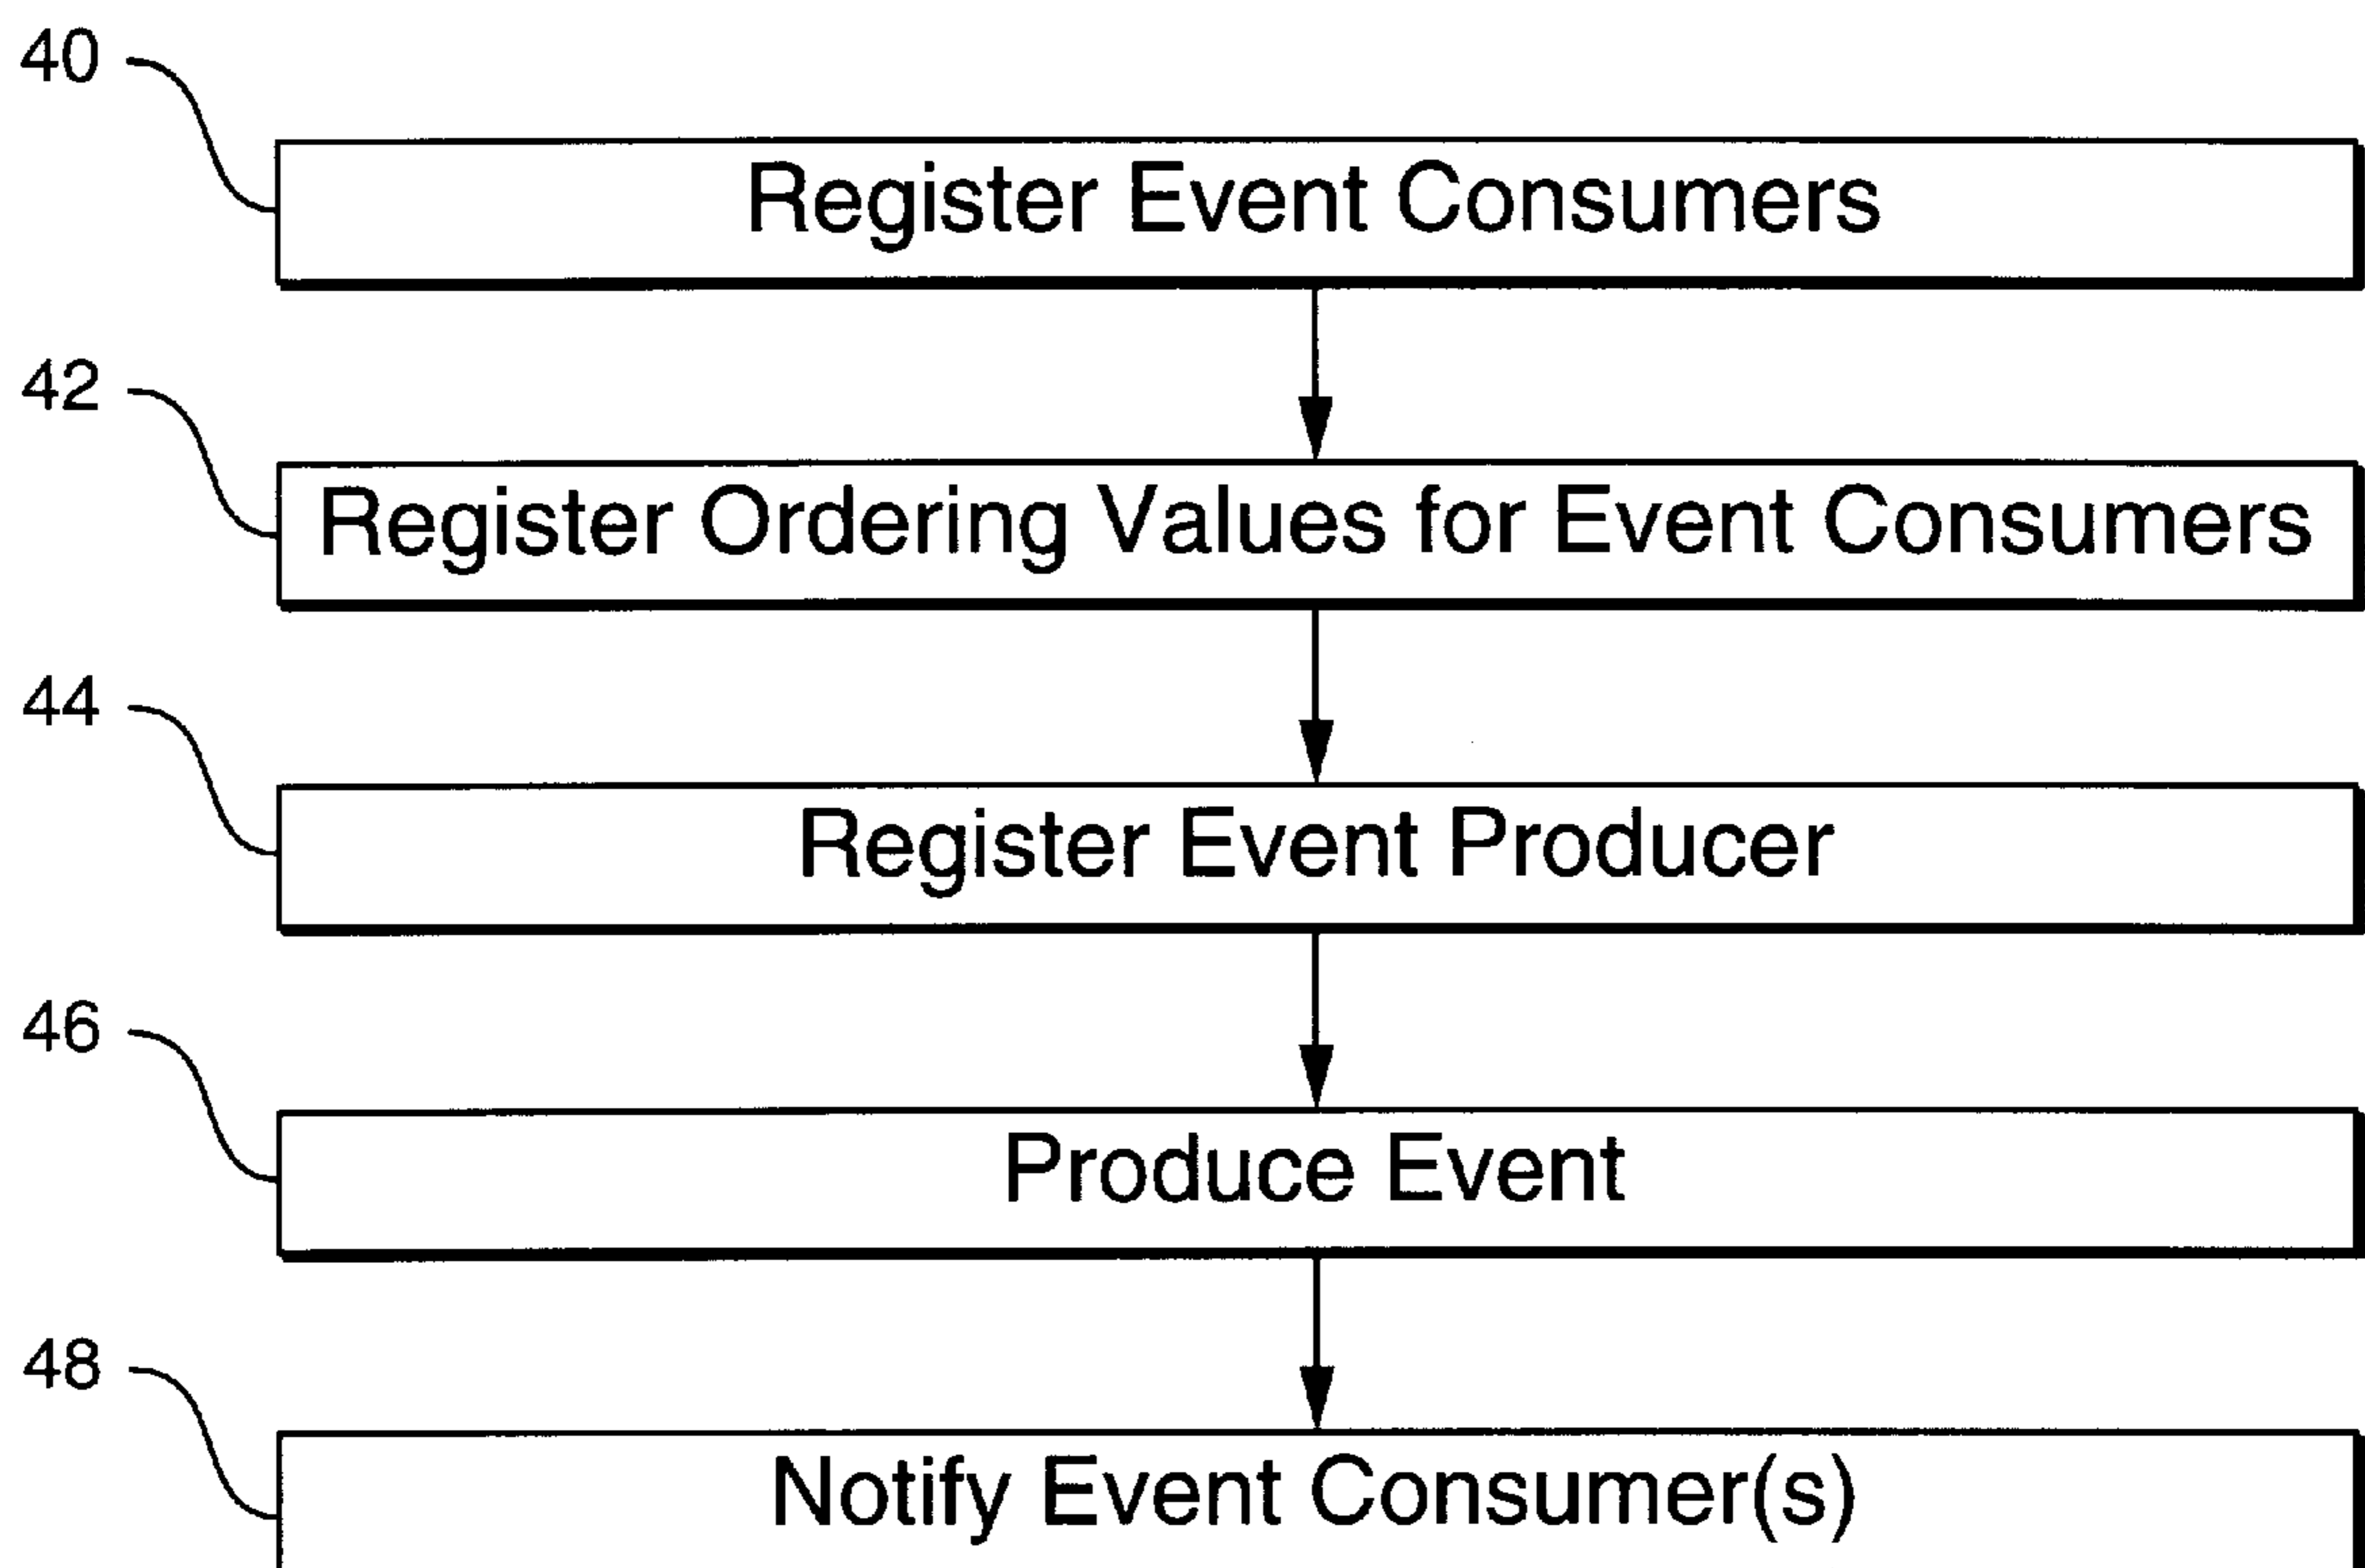 40
Register Event Consumers
42
Register Ordering Values for Event Consumers
44
Register Event Producer
46
Produce Event
48
Notify Event Consumer(s)